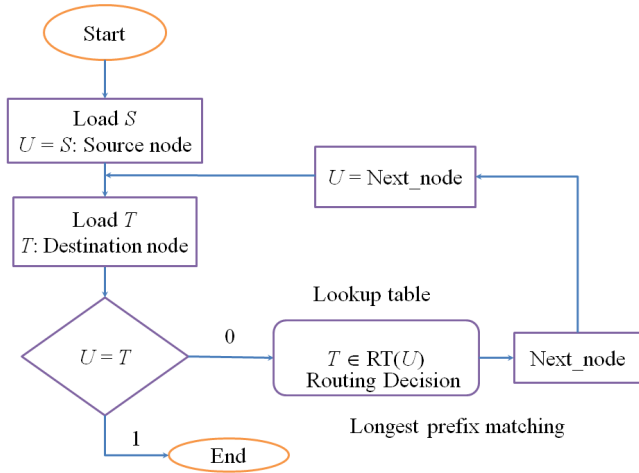 Start
Load S
U = S: Source node
U = Next_node
Load T
T: Destination node
Lookup table
0
U = T
T ∈ RT(U)
Routing Decision
Next_node
Longest prefix matching
1
End